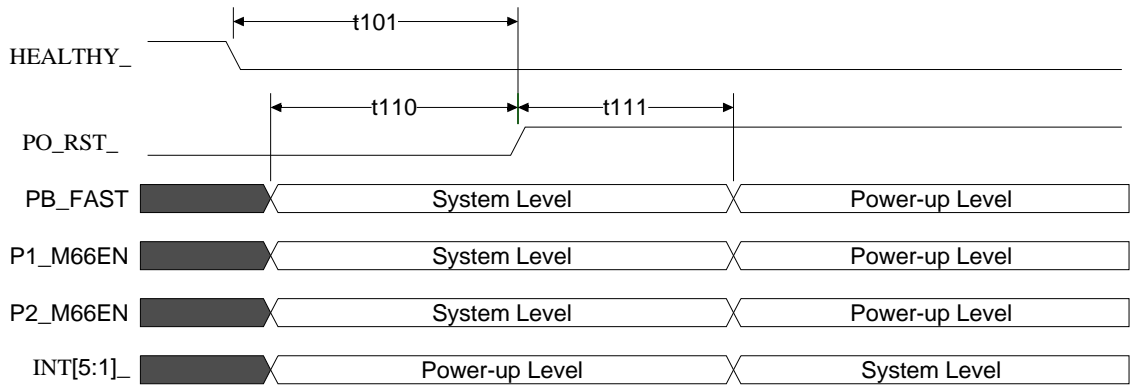 t101
HEALTHY_
t110 t111
PO_RST_
PB_FAST System Level Power-up Level
P1_M66EN System Level Power-up Level
P2_M66EN System Level Power-up Level
INT[5:1]_ Power-up Level System Level